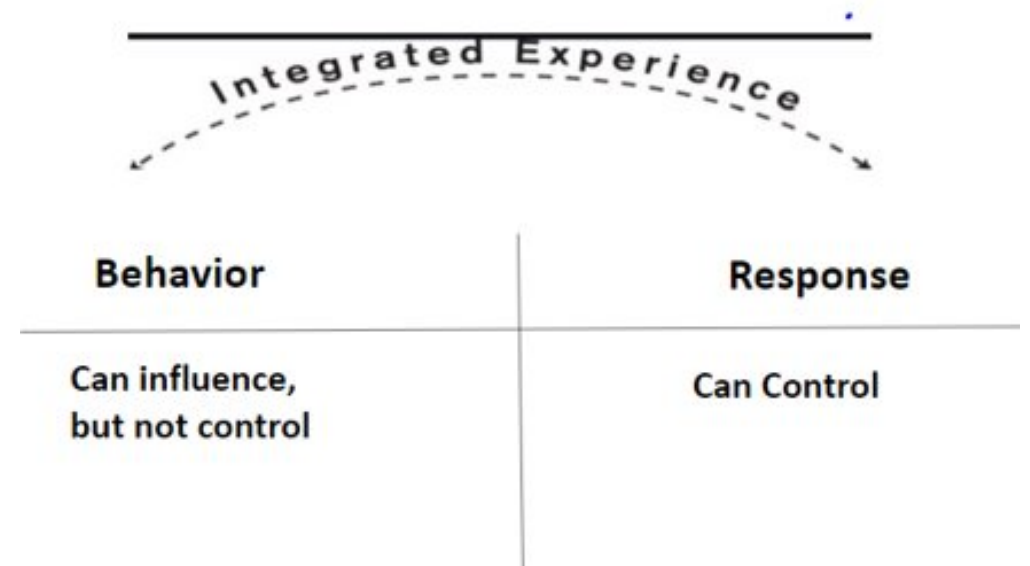 Integrated Experience
Behavior
Response
Can influence,
but not control
Can Control